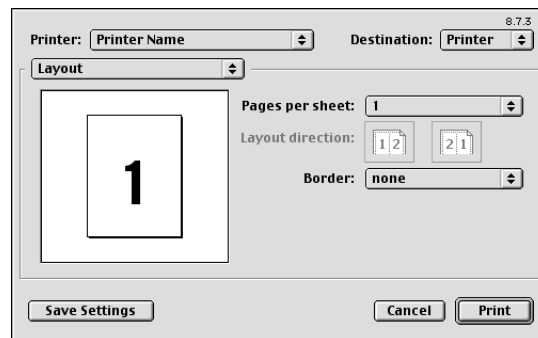 8.7.3
Printer: Printer Name Destination: Printer
Layout
Pages per sheet: 1
Layout direction: 1 2 2 1
Border: none
1
Save Settings Cancel Print